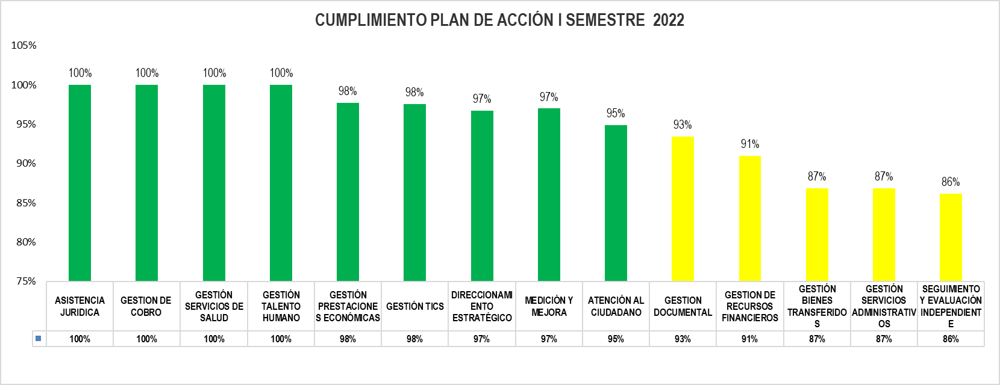 CUMPLIMIENTO PLAN DE ACCIÓN I SEMESTRE  2022
105%
100%
95%
90%
85%
80%
75%
100%
100%
100%
100%
98%
98%
97%
97%
95%
93%
91%
87%
87%
86%
ASISTENCIA
JURIDICA
GESTION DE
COBRO
GESTIÓN
SERVICIOS DE
SALUD
GESTIÓN
TALENTO
HUMANO
GESTIÓN
PRESTACIONE
S ECONÓMICAS
GESTIÓN TICS
DIRECCIONAMI
ENTO
ESTRATÉGICO
MEDICIÓN Y
MEJORA
ATENCIÓN AL
CIUDADANO
GESTION
DOCUMENTAL
GESTION DE
RECURSOS
FINANCIEROS
GESTIÓN
BIENES
TRANSFERIDO
S
GESTIÓN
SERVICIOS
ADMINISTRATIV
OS
SEGUIMIENTO
Y EVALUACIÓN
INDEPENDIENT
E
100%
100%
100%
100%
98%
98%
97%
97%
95%
93%
91%
87%
87%
86%